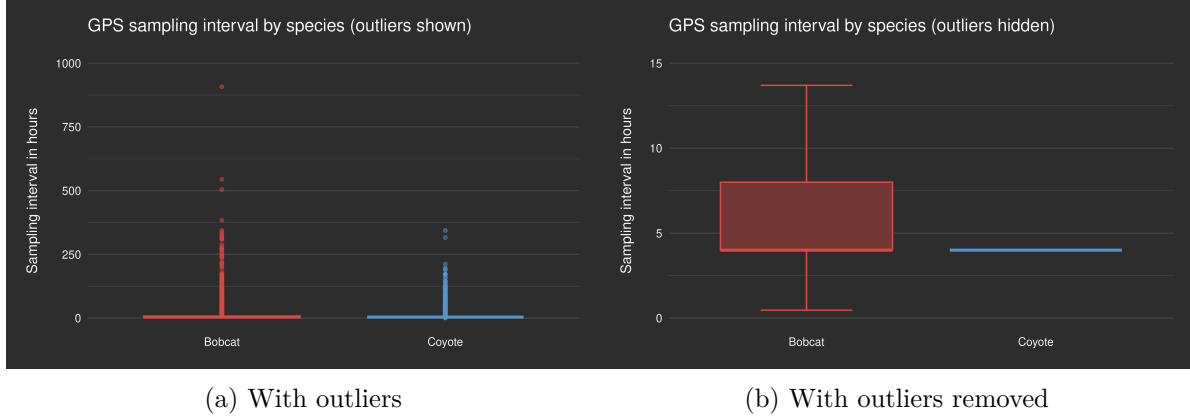 GPS sampling interval by species (outliers shown)
Sampling interval in hours
1000
750
500
250
0
Bobcat
Coyote
(a) With outliers
GPS sampling interval by species (outliers hidden)
Sampling interval in hours
15
10
5
0
Bobcat
Coyote
(b) With outliers removed